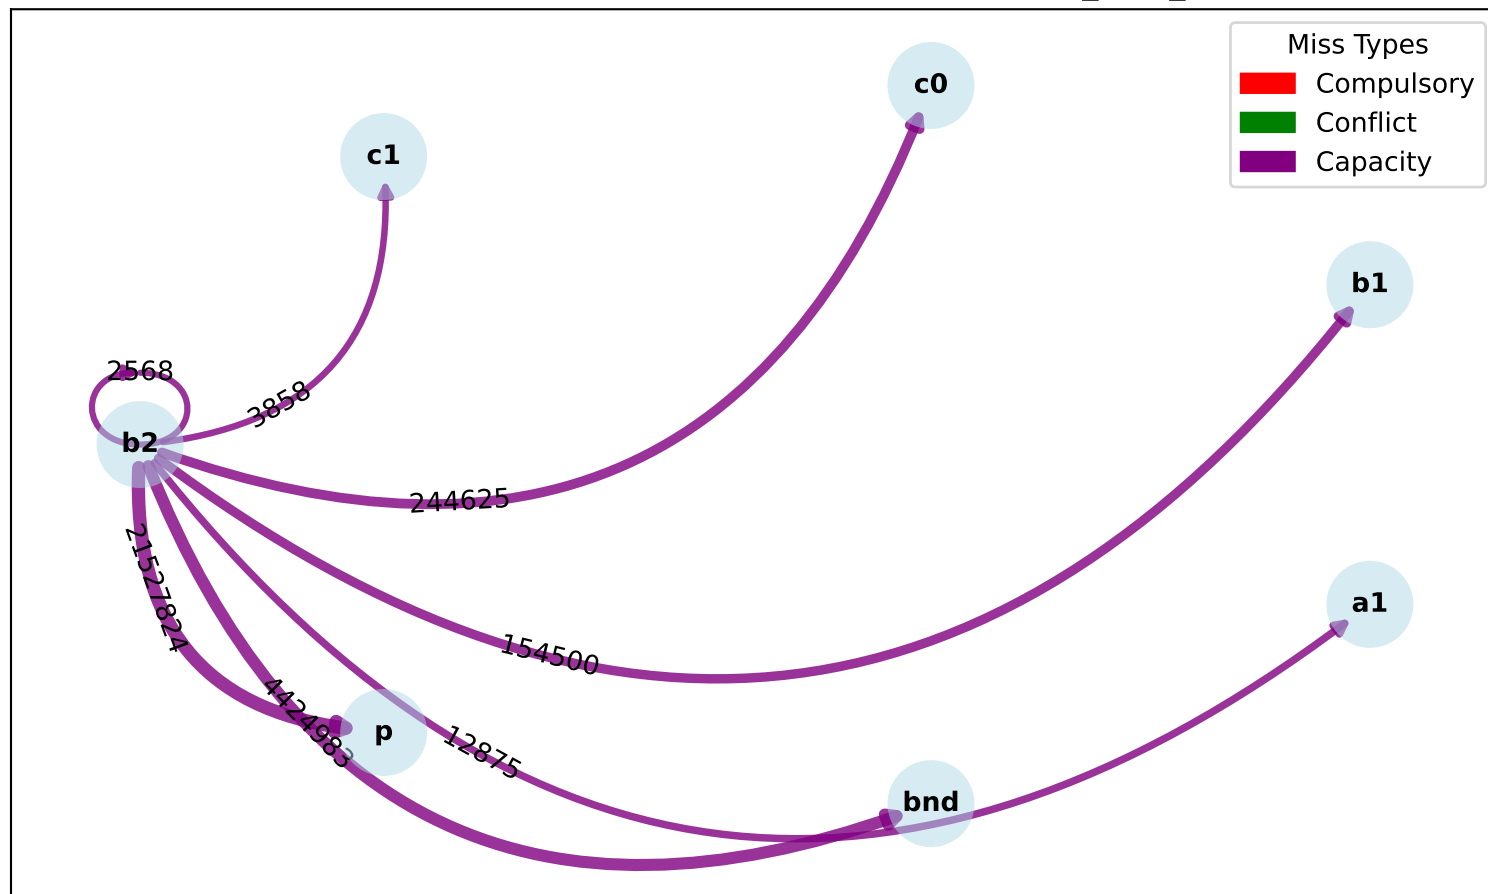 Miss Types
Compulsory
Conflict
Capacity
c0
c1
b1
2568
3858
b2
244625
21527824
a1
154500
4424983
p
12875
bnd